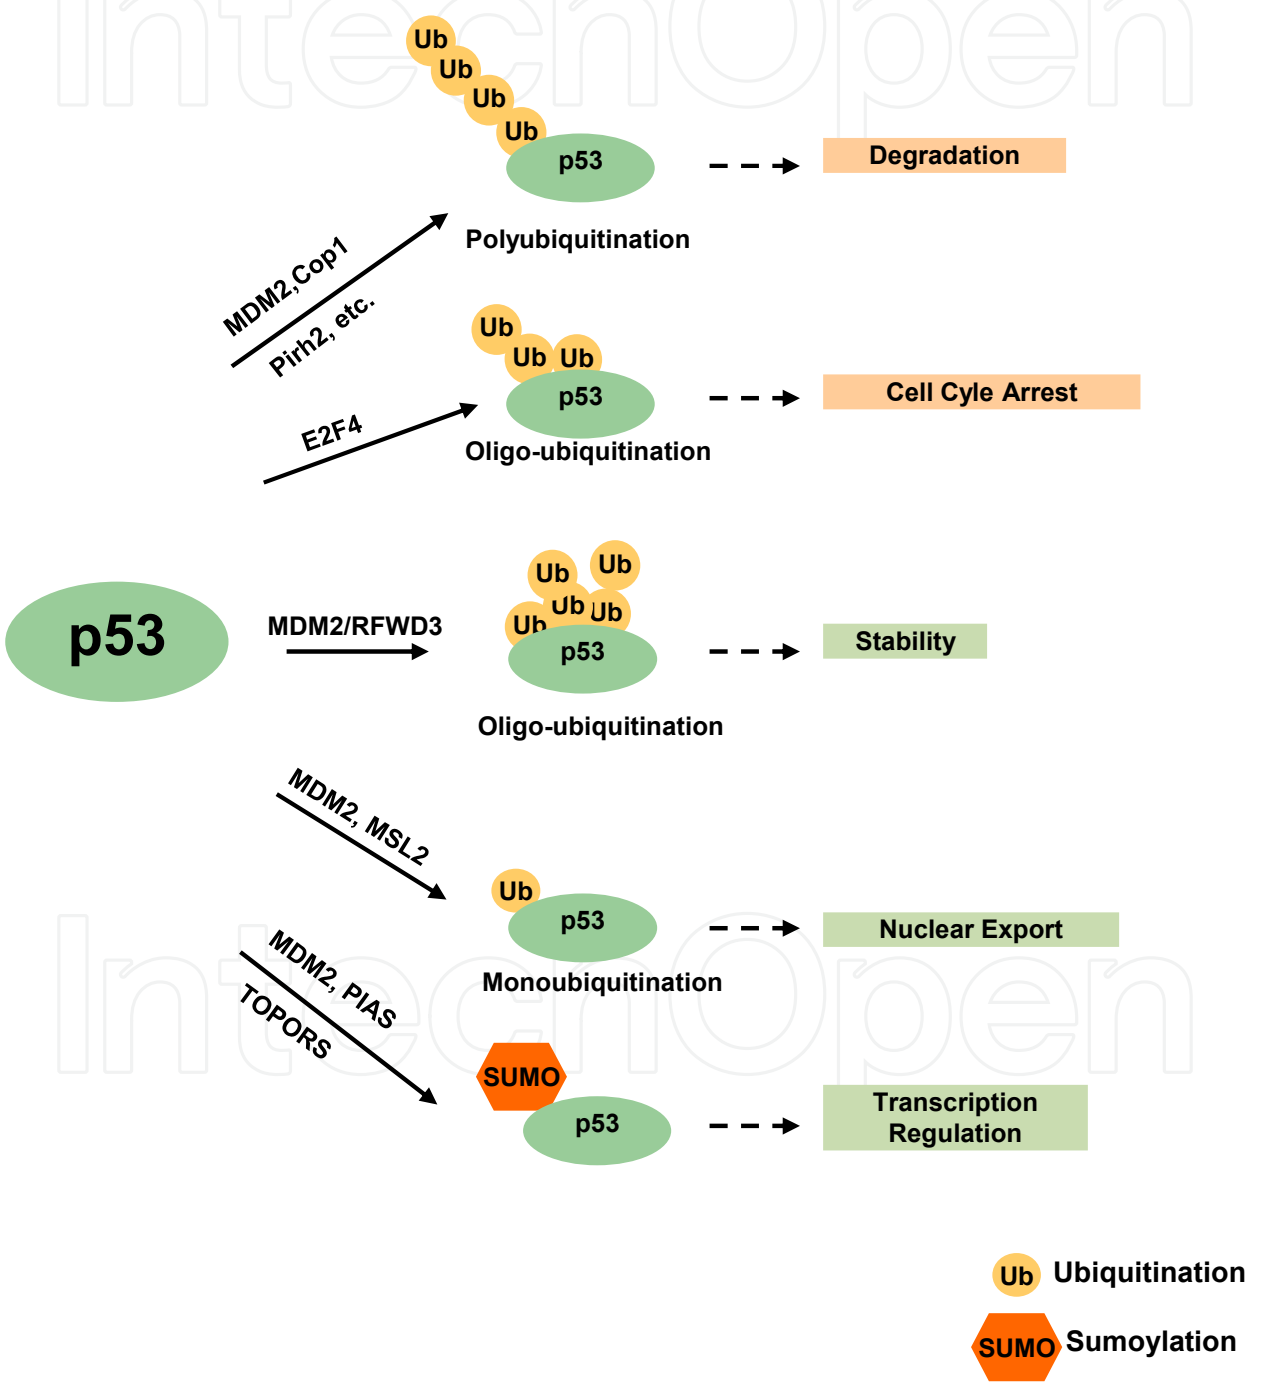 IntechOpen
Ub
Ub
Ub
Ub
p53
Degradation
Polyubiquitination
MDM2,Cop1
Pirh2, etc.
Ub
Ub
Ub
p53
Cell Cyle Arrest
Oligo-ubiquitination
E2F4
p53
MDM2/RFWD3
Ub
Ub
Ub
Ub
Ub
p53
Stability
Oligo-ubiquitination
MDM2, MSL2
Ub
p53
Nuclear Export
Monoubiquitination
IntechOpen
MDM2, PIAS
TOPORS
SUMO
p53
Transcription
Regulation
Ub Ubiquitination
SUMO Sumoylation